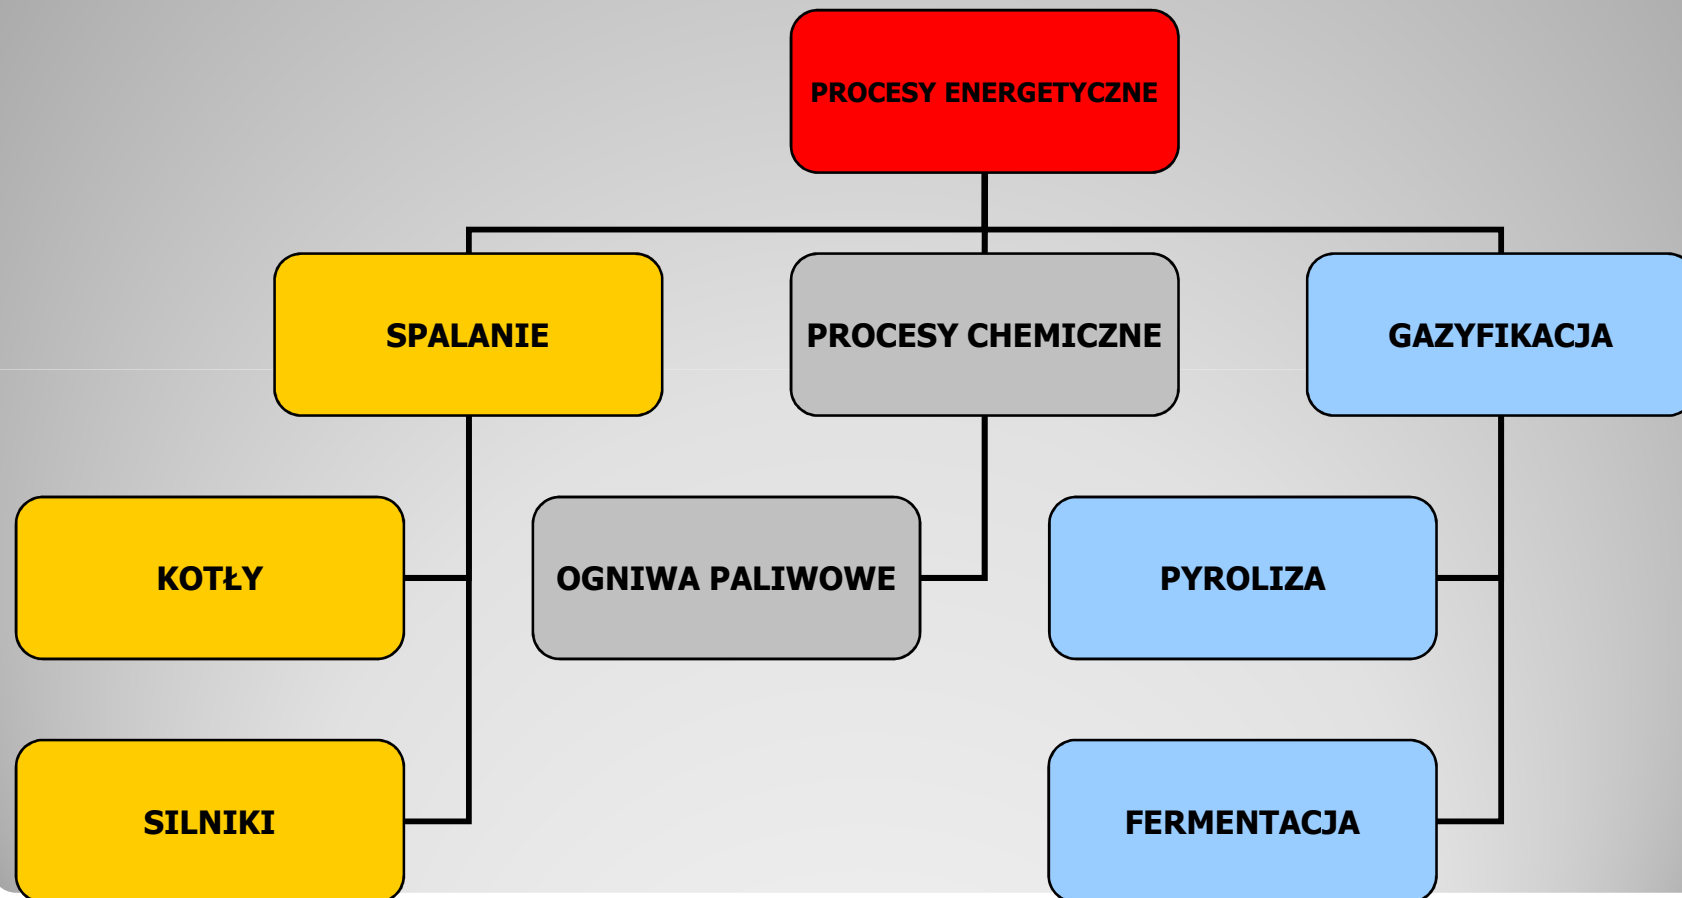 PROCESY ENERGETYCZNE
SPALANIE
PROCESY CHEMICZNE
GAZYFIKACJA
KOTŁY
OGNIWA PALIWOWE
PYROLIZA
SILNIKI
FERMENTACJA